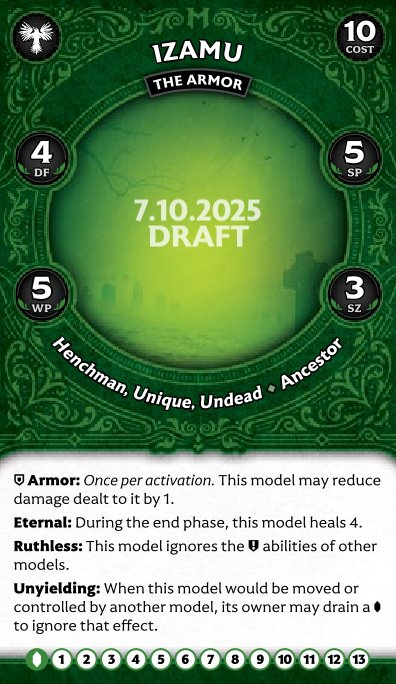 10
COST
IZAMU
THE ARMOR
4
DF
5
SP
7.10.2025
DRAFT
5
WP
3
SZ
Henchman, Unique, Undead ⬥ Ancestor
Armor: Once per activation. This model may reduce
damage dealt to it by 1.
Eternal: During the end phase, this model heals 4.
Ruthless: This model ignores the abilities of other
models.
Unyielding: When this model would be moved or
controlled by another model, its owner may drain a
to ignore that effect.
1 2 3 4 5 6 7 8 9 10 11 12 13